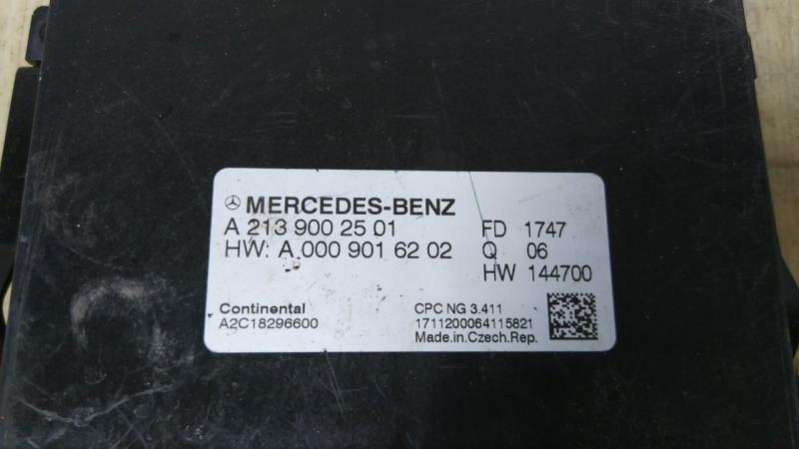 MERCEDES-BENZ
A 213 900 25 01 FD 1747
HW: A 000 901 62 02 Q 06
HW 144700
Continental CPC NG 3.411
A2C18296600 1711200064115821
Made.in.Czech.Rep.